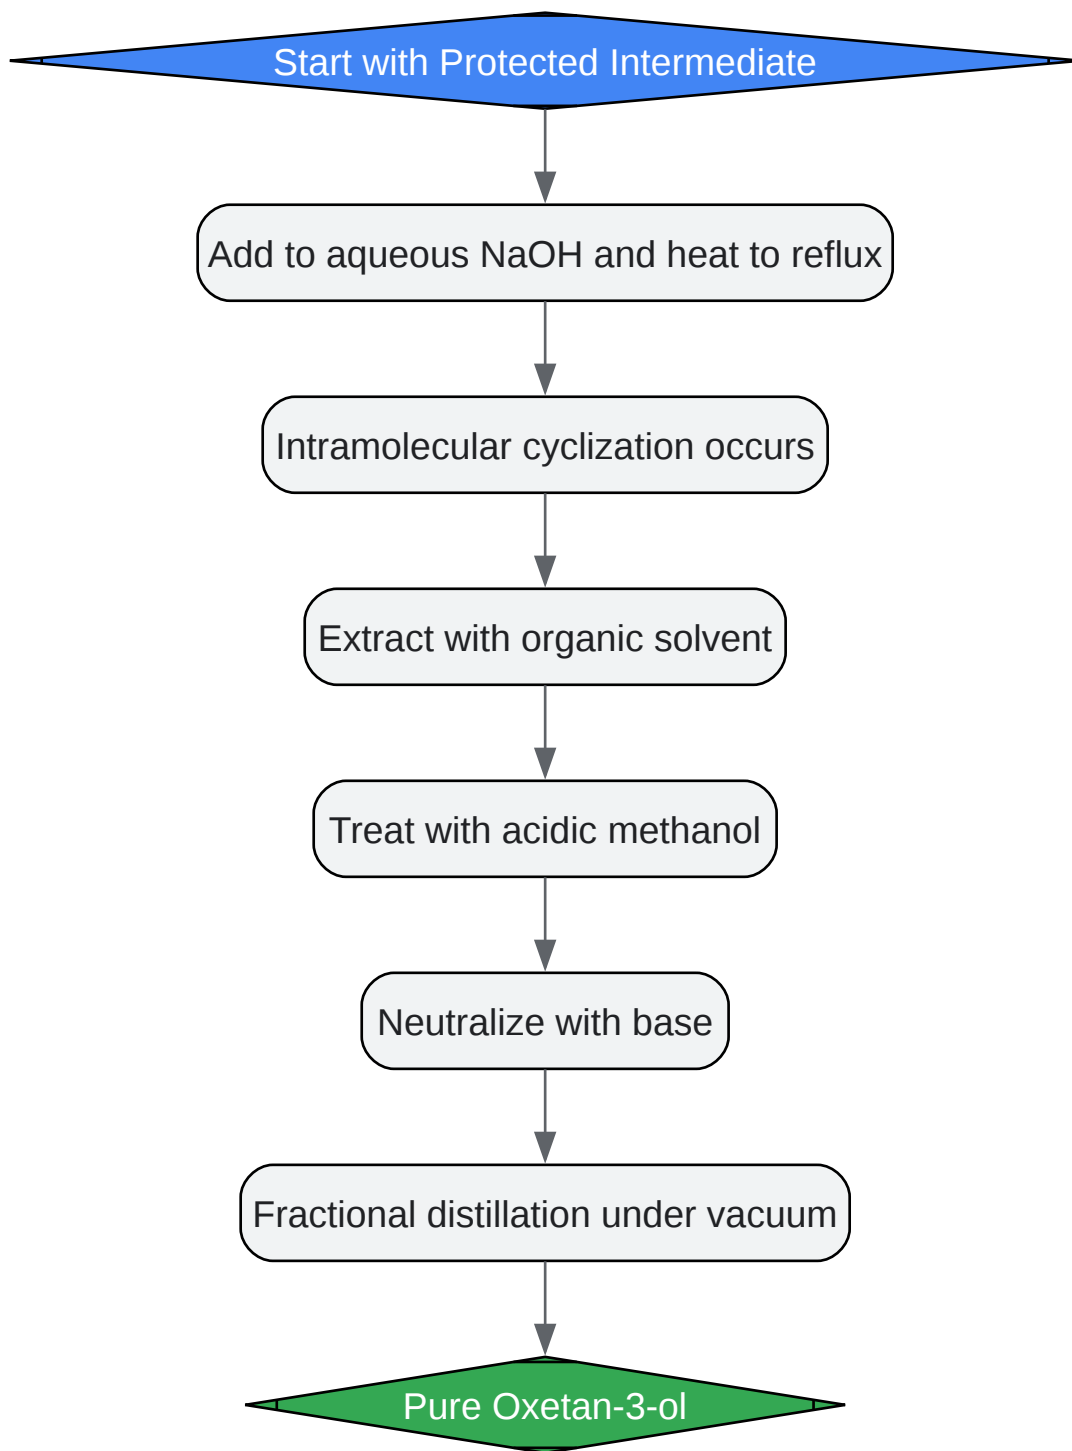 Start with Protected Intermediate
Add to aqueous NaOH and heat to reflux
Intramolecular cyclization occurs
Extract with organic solvent
Treat with acidic methanol
Neutralize with base
Fractional distillation under vacuum
Pure Oxetan-3-ol